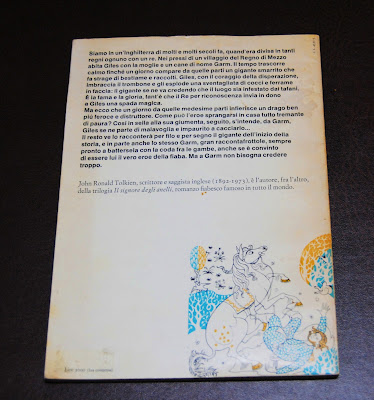 Siamo in un'Inghilterra di molti e molti secoli fa, quand'era divisa in tanti
regni ognuno con un re. Nei pressi di un villaggio del Regno di Mezzo
abita Giles con la moglie e un cane di nome Garm. Il tempo trascorre
calmo finché un giorno compare da quelle parti un gigante smarrito che
fa strage di bestiame e raccolti. Giles, con il coraggio della disperazione,
imbraccia il trombone e gli esplode una sventagliata di cocci e ferrame
in faccia: il gigante se ne va credendo che il luogo sia infestato dai tafani.
È la fama e la gloria, tant'è che il Re per riconoscenza invia in dono
a Giles una spada magica.
Ma ecco che un giorno da quelle medesime parti inferisce un drago ben
più feroce e distruttore. Come può l'eroe sprangarsi in casa tutto tremante
di paura? Così in sella alla sua giumenta, seguito, s'intende, da Garm,
Giles se ne parte di malavoglia e impaurito a cacciarlo...
Il resto ve lo racconterà per filo e per segno il gigante dell'inizio della
storia, e in parte anche lo stesso Garm, gran raccontafrottole, sempre
pronto a battersela con la coda fra le gambe, anche se è convinto
di essere lui il vero eroe della fiaba. Ma a Garm non bisogna credere
troppo.
John Ronald Tolkien, scrittore e saggista inglese (1892-1973), è l'autore, fra l'altro,
della trilogia Il signore degli anelli, romanzo fiabesco famoso in tutto il mondo.